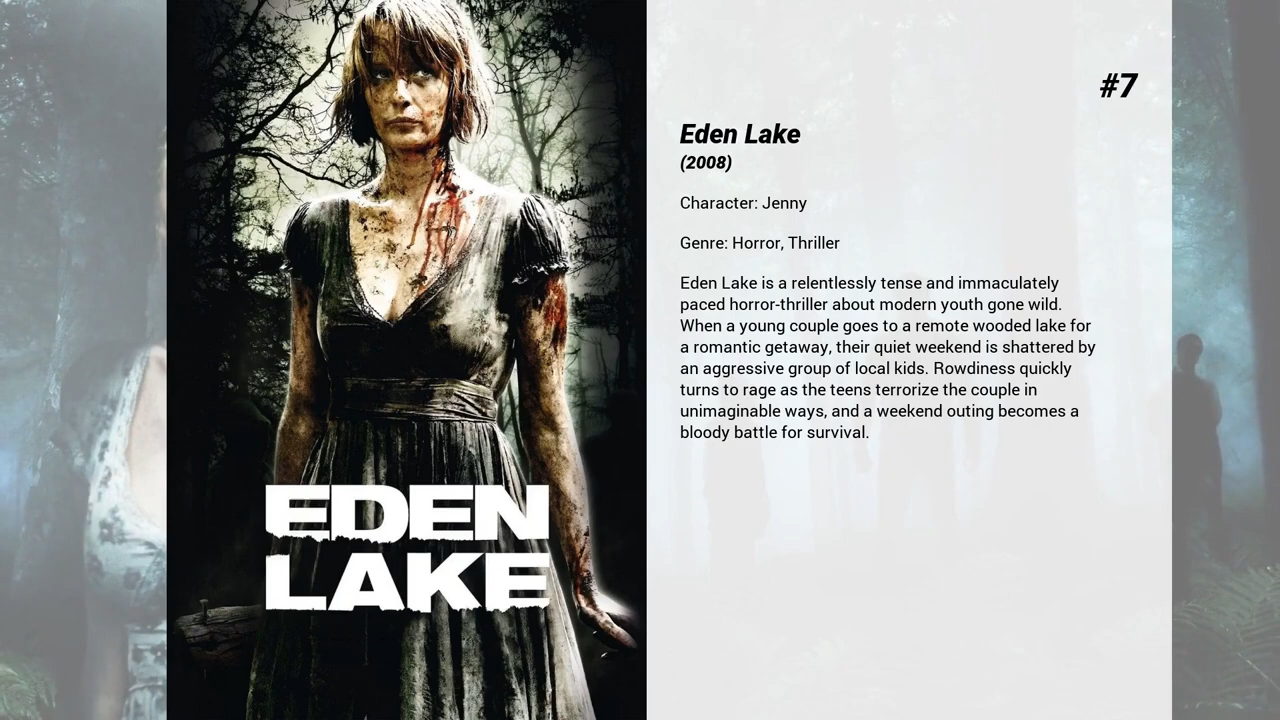 EDEN
LAKE
#7
Eden Lake
(2008)
Character: Jenny
Genre: Horror, Thriller
Eden Lake is a relentlessly tense and immaculately
paced horror-thriller about modern youth gone wild.
When a young couple goes to a remote wooded lake for
a romantic getaway, their quiet weekend is shattered by
an aggressive group of local kids. Rowdiness quickly
turns to rage as the teens terrorize the couple in
unimaginable ways, and a weekend outing becomes a
bloody battle for survival.